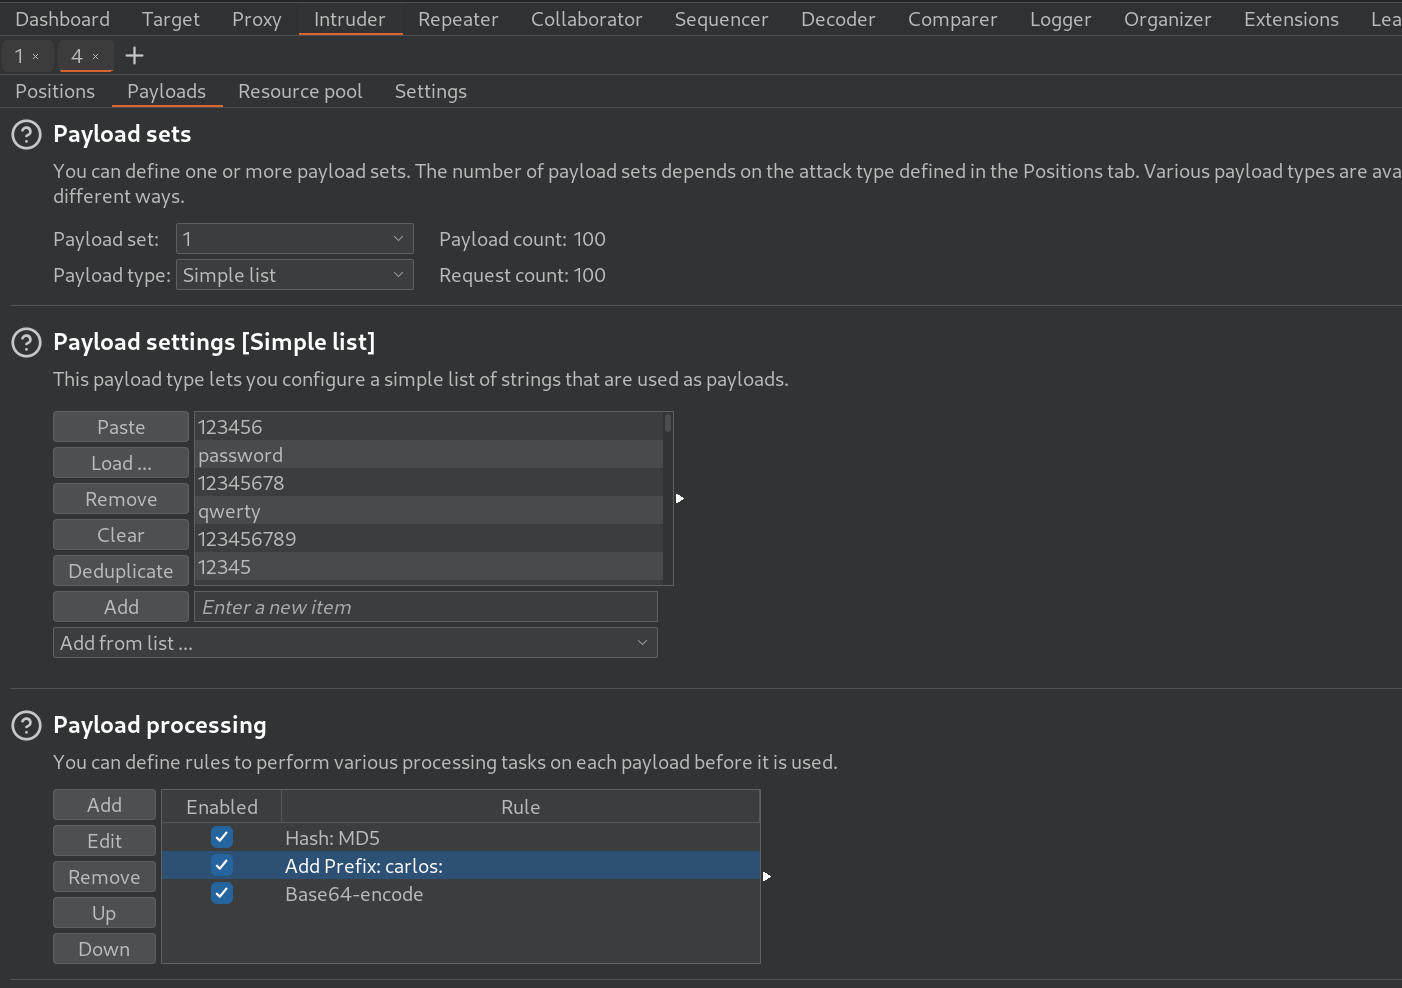 Dashboard Target Proxy Intruder Repeater Collaborator Sequencer Decoder Comparer Logger Organizer Extensions Lea
1 × 4 × +
Positions Payloads Resource pool Settings
? Payload sets
You can define one or more payload sets. The number of payload sets depends on the attack type defined in the Positions tab. Various payload types are ava
different ways.
Payload set: 1 Payload count: 100
Payload type: Simple list Request count: 100
? Payload settings [Simple list]
This payload type lets you configure a simple list of strings that are used as payloads.
Paste 123456
password
Load ... 12345678
Remove qwerty
Clear 123456789
Deduplicate 12345
Add Enter a new item
Add from list ...
? Payload processing
You can define rules to perform various processing tasks on each payload before it is used.
Add Enabled Rule
Edit Hash: MD5
Add Prefix: carlos:
Remove Base64-encode
Up
Down